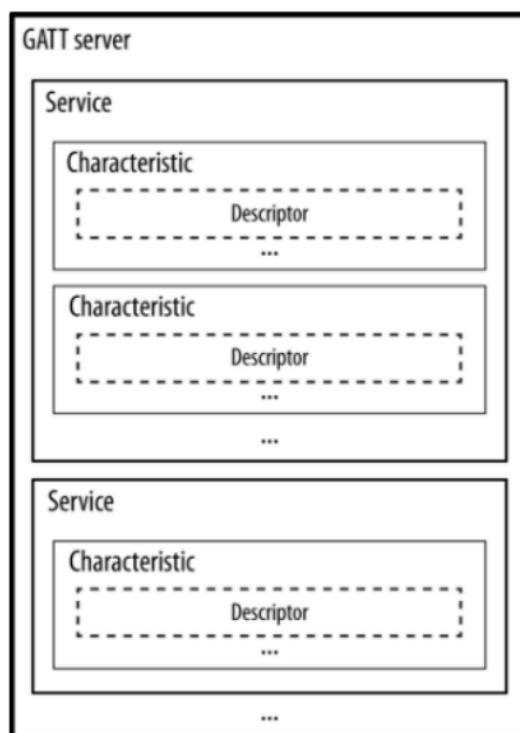 GATT server
Service
Characteristic
Descriptor
...
Characteristic
Descriptor
...
...
Service
Characteristic
Descriptor
...
...